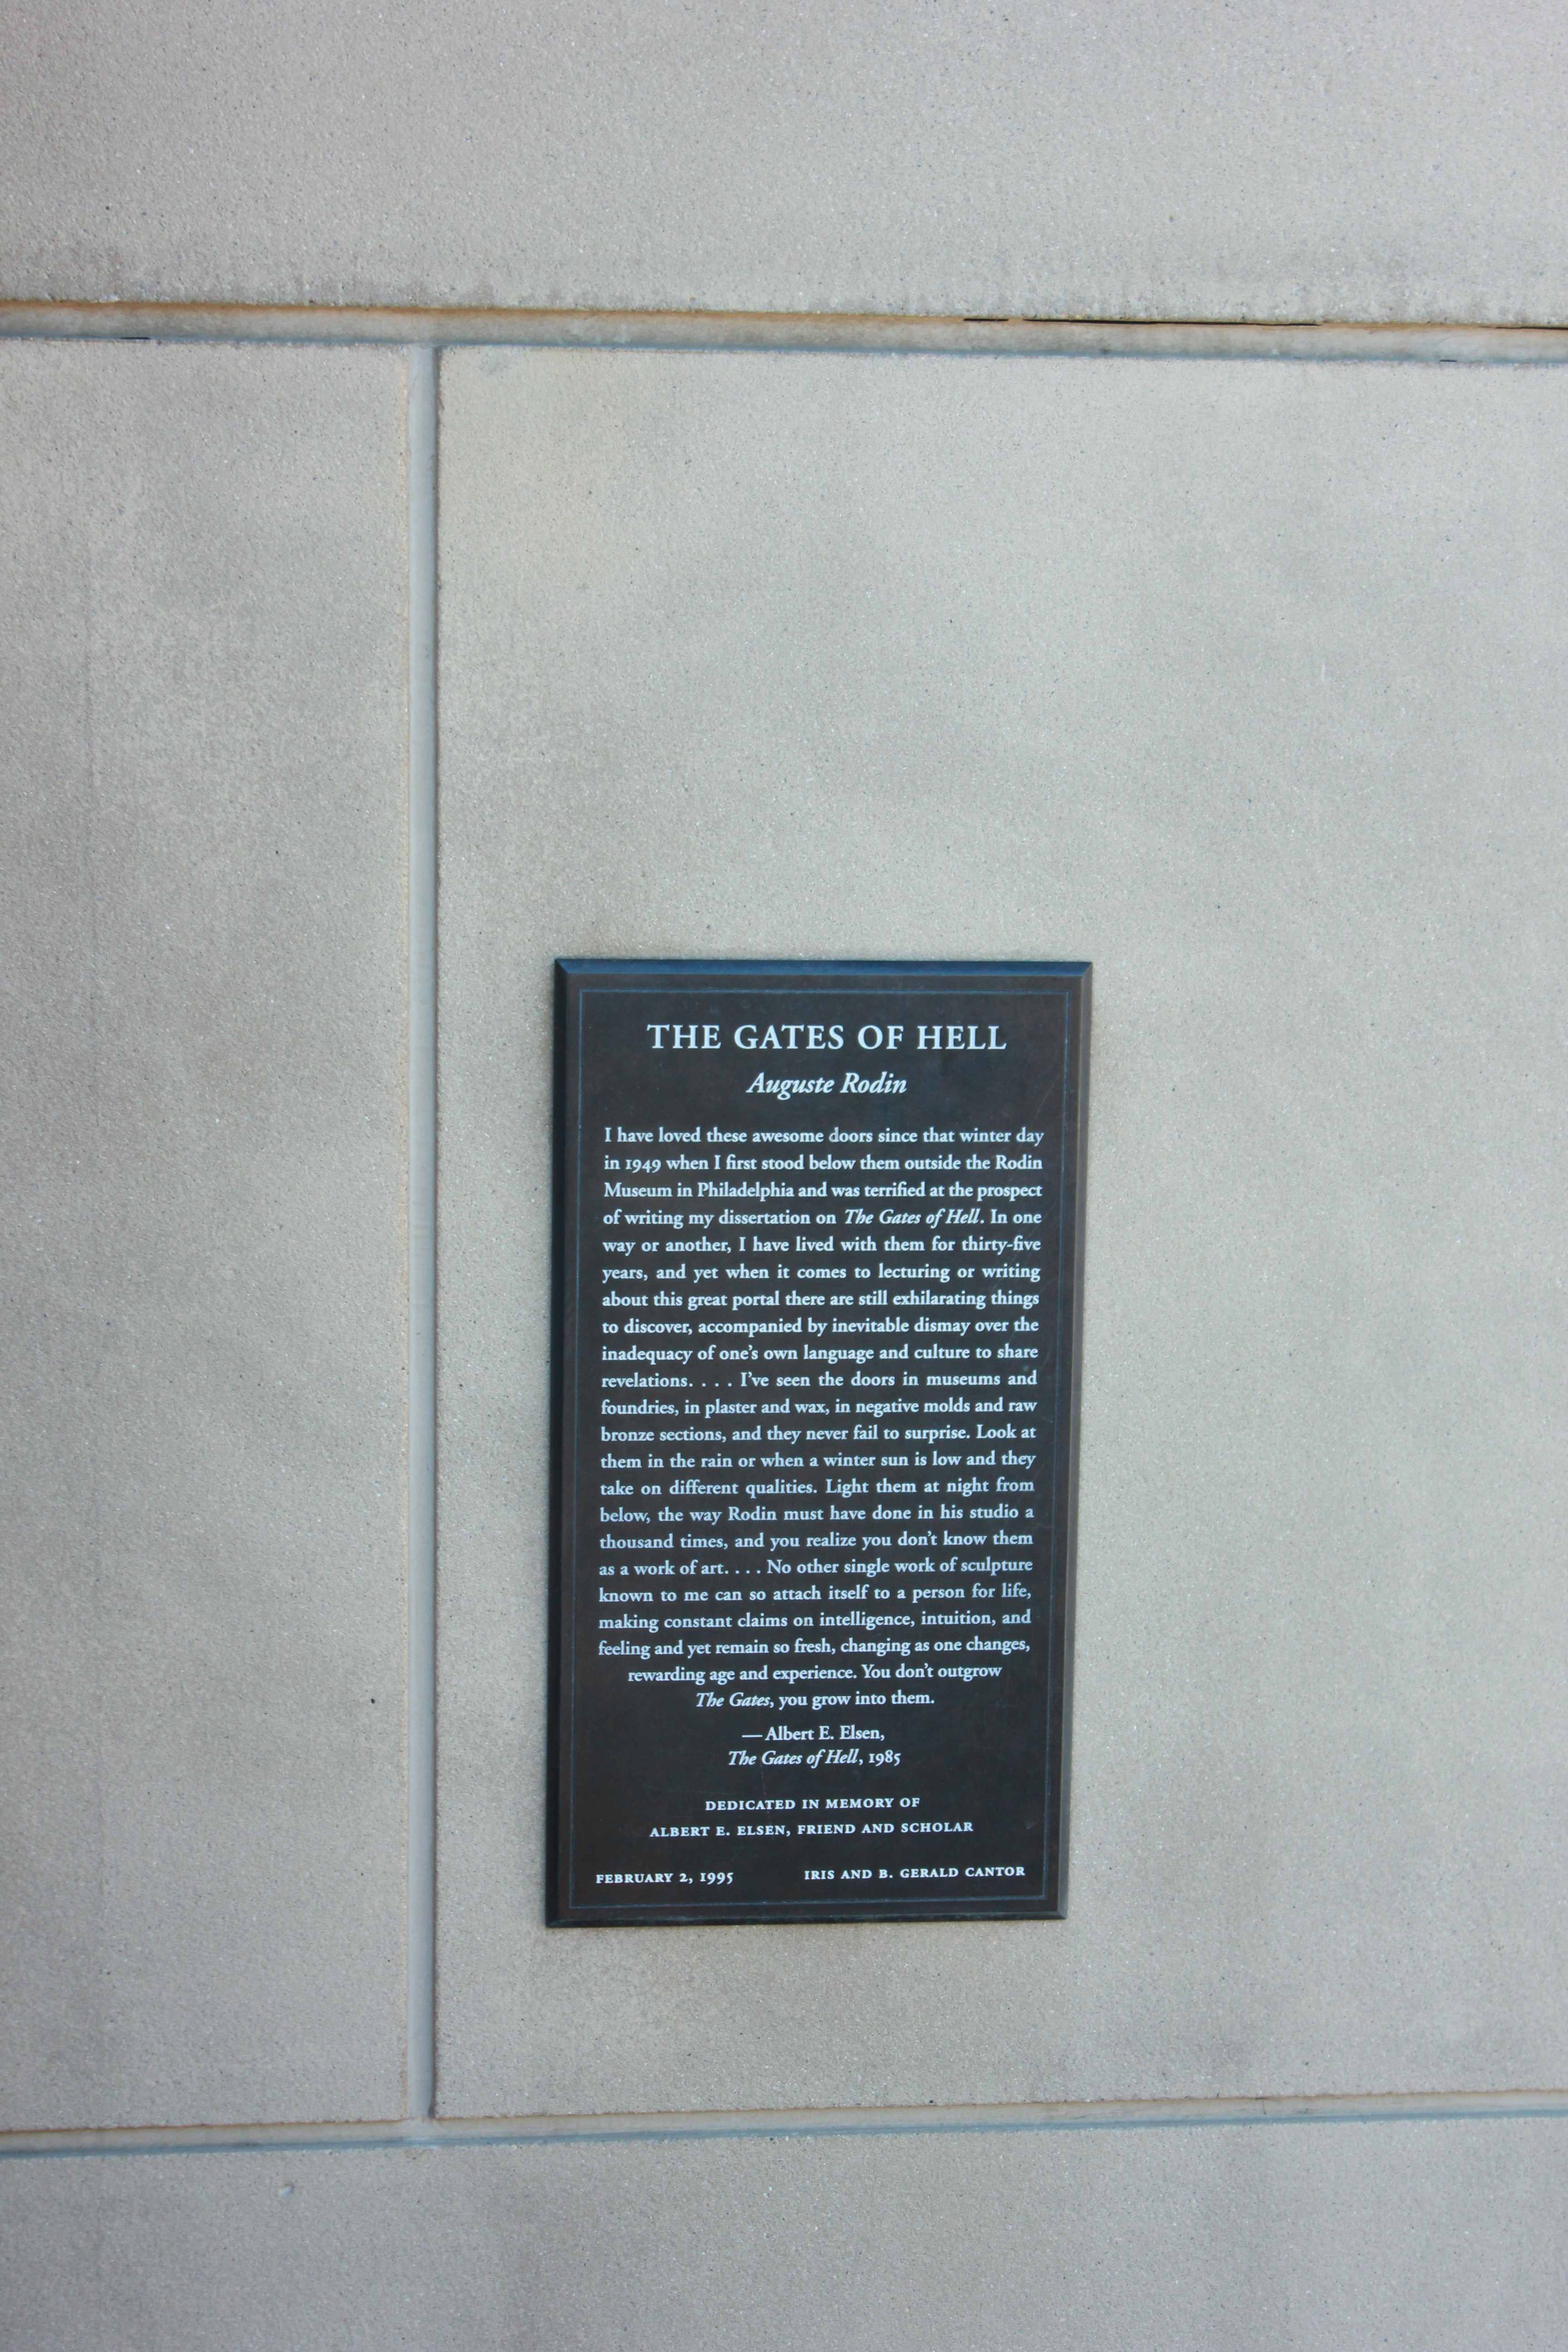 THE GATES OF HELL
Auguste Rodin
I have loved these awesome doors since that winter day
in 1949 when I first stood below them outside the Rodin
Museum in Philadelphia and was terrified at the prospect
of writing my dissertation on The Gates of Hell. In one
way or another, I have lived with them for thirty-five
years, and yet when it comes to lecturing or writing
about this great portal there are still exhilarating things
to discover, accompanied by inevitable dismay over the
inadequacy of one's own language and culture to share
revelations. . . . I've seen the doors in museums and
foundries, in plaster and wax, in negative molds and raw
bronze sections, and they never fail to surprise. Look at
them in the rain or when a winter sun is low and they
take on different qualities. Light them at night from
below, the way Rodin must have done in his studio a
thousand times, and you realize you don't know them
as a work of art. . . . No other single work of sculpture
known to me can so attach itself to a person for life,
making constant claims on intelligence, intuition, and
feeling and yet remain so fresh, changing as one changes,
rewarding age and experience. You don't outgrow
The Gates, you grow into them.
— Albert E. Elsen,
The Gates of Hell, 1985
DEDICATED IN MEMORY OF
ALBERT E. ELSEN, FRIEND AND SCHOLAR
FEBRUARY 2, 1995 IRIS AND B. GERALD CANTOR